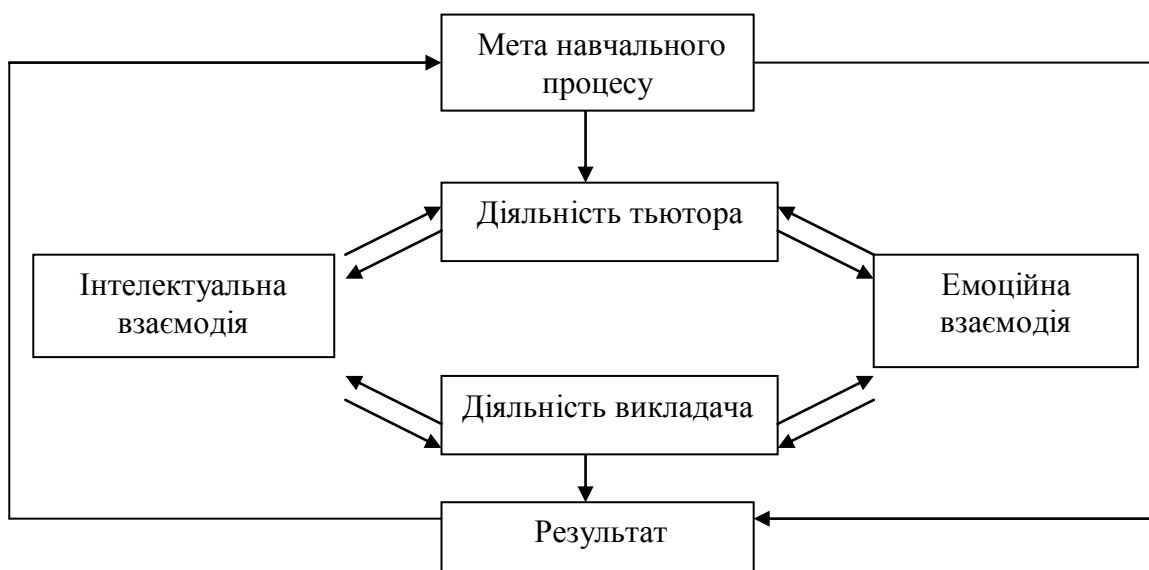 Мета навчального
процесу
Діяльність тьютора
Інтелектуальна
взаємодія
Емоційна
взаємодія
Діяльність викладача
Результат